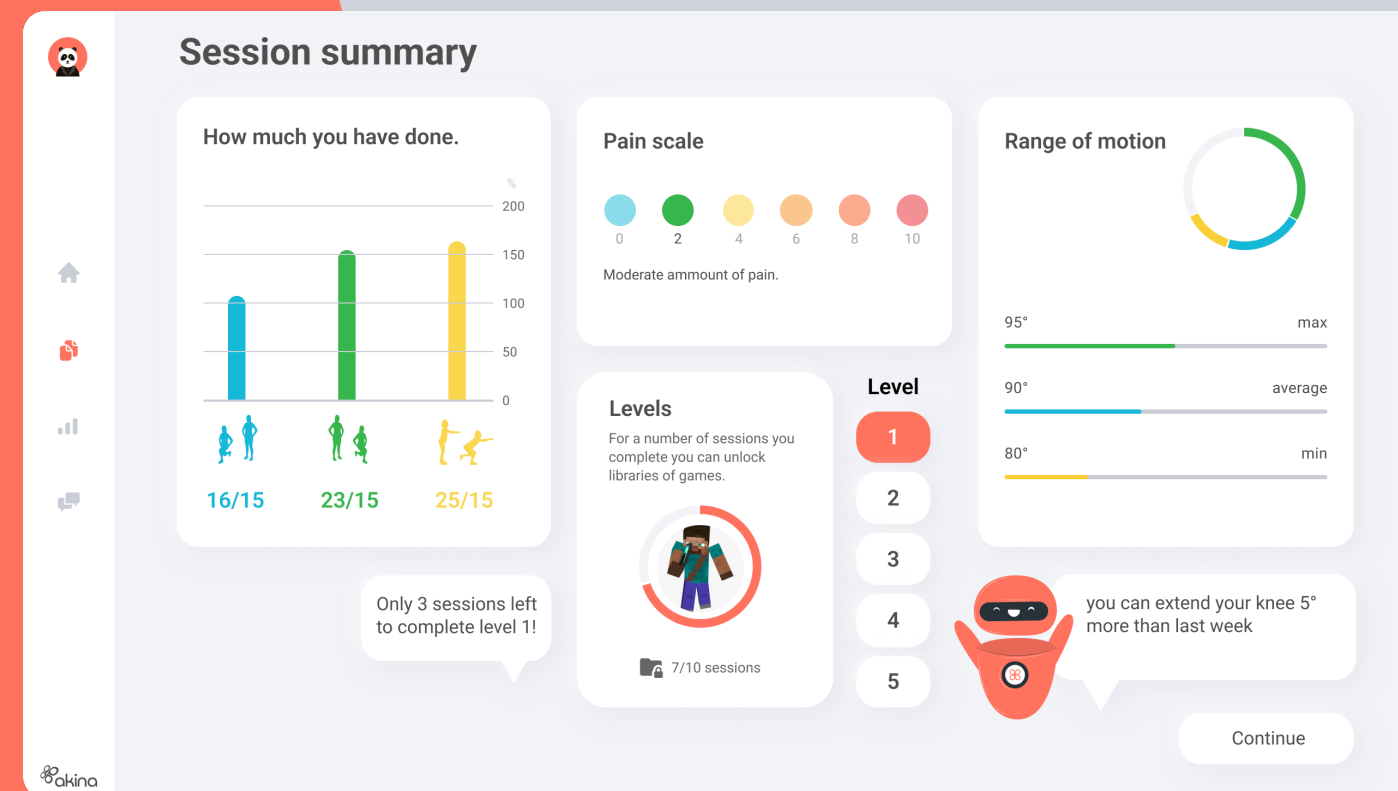 Session summary
How much you have done.
%
200
150
100
50
0
16/15
23/15
25/15
Only 3 sessions left
to complete level 1!
Pain scale
0
2
4
6
8
10
Moderate ammount of pain.
Levels
For a number of sessions you
complete you can unlock
libraries of games.
7/10 sessions
Level
1
2
3
4
5
Range of motion
95° max
90° average
80° min
you can extend your knee 5°
more than last week
Continue
akina